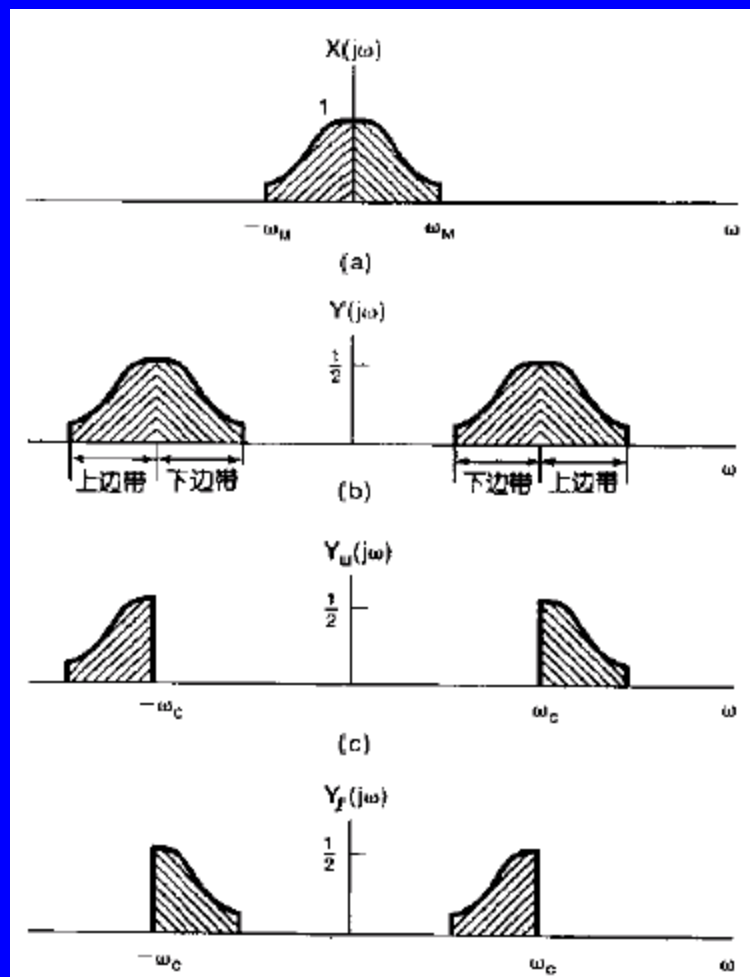 X(jω)
1
-ω_M ω_M ω
(a)
Y(jω)
1/2
上边带 下边带 下边带 上边带 ω
(b)
Y_u(jω)
1/2
-ω_c ω_c ω
(c)
Y_ℓ(jω)
1/2
-ω_c ω_c ω